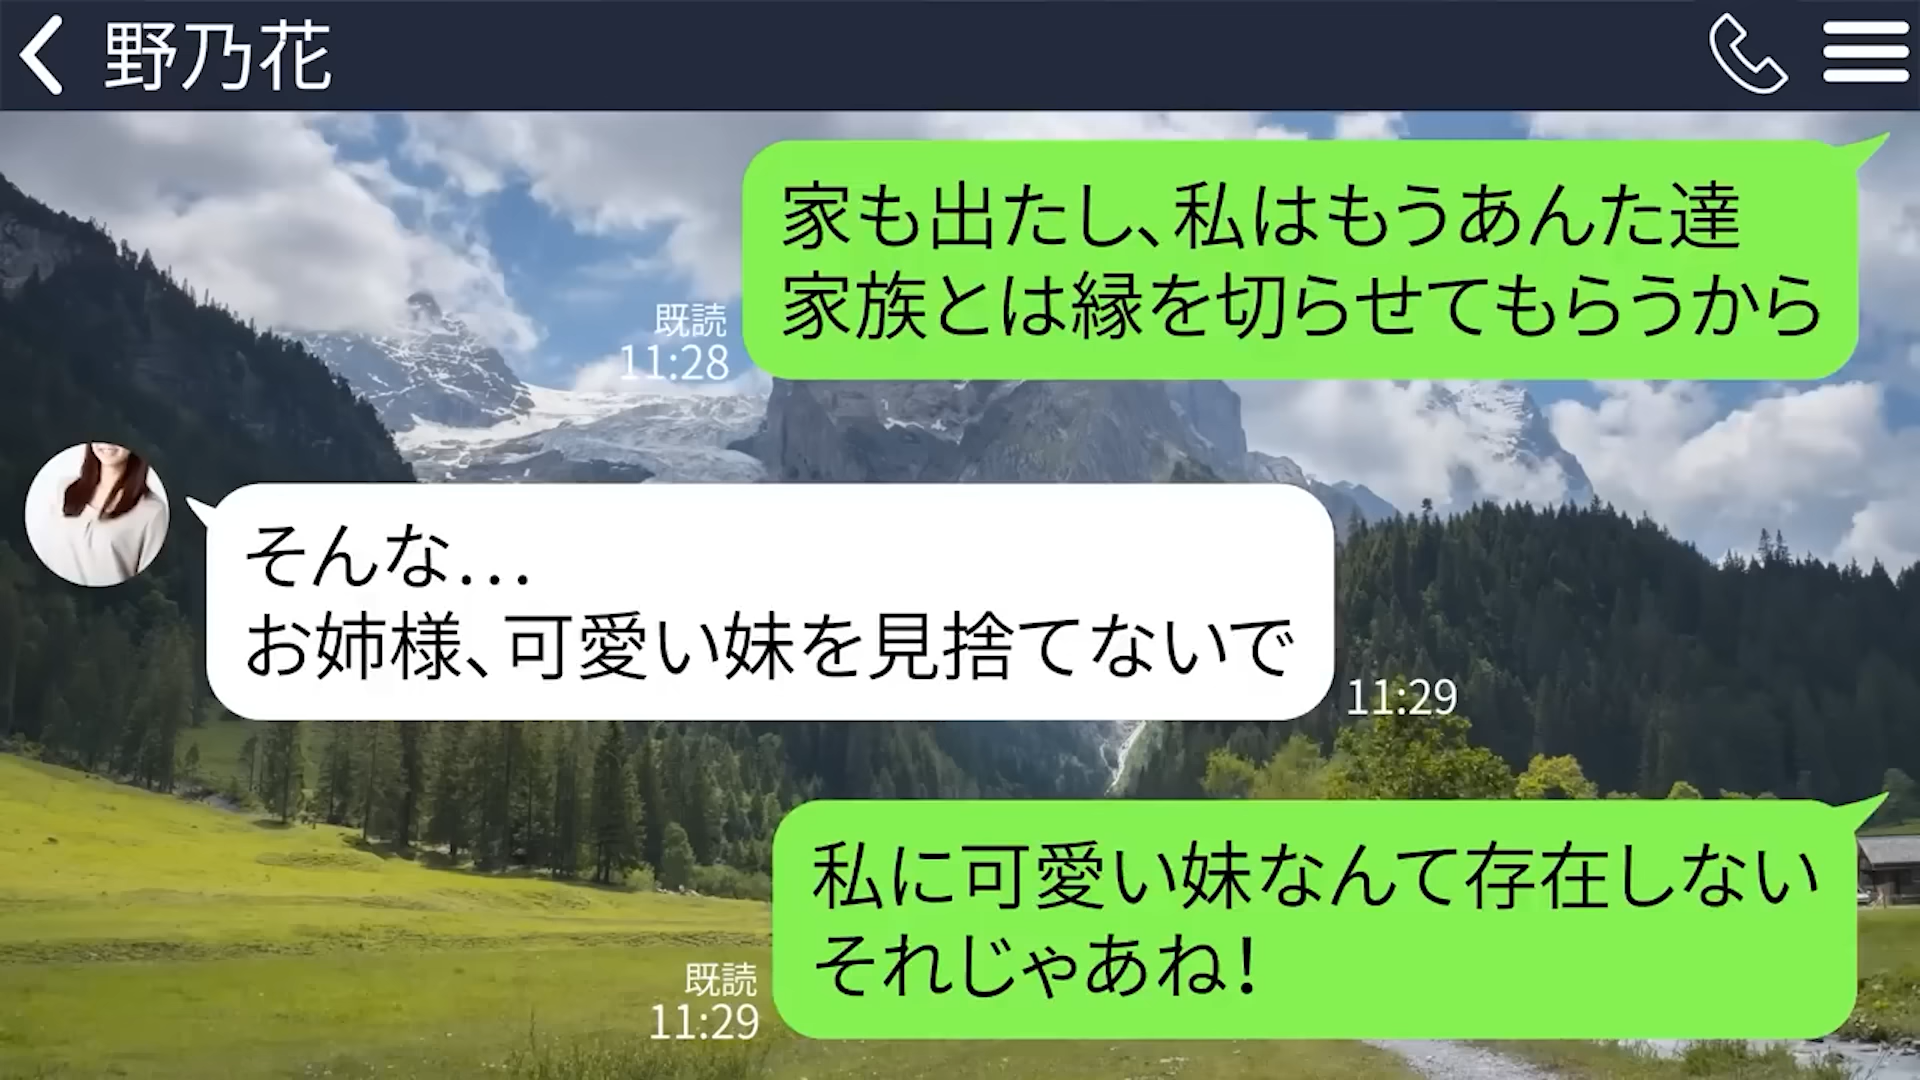 野乃花
家も出たし、私はもうあんた達
家族とは縁を切らせてもらうから
既読
11:28
そんな…
お姉様、可愛い妹を見捨てないで
11:29
私に可愛い妹なんて存在しない
それじゃあね!
既読
11:29